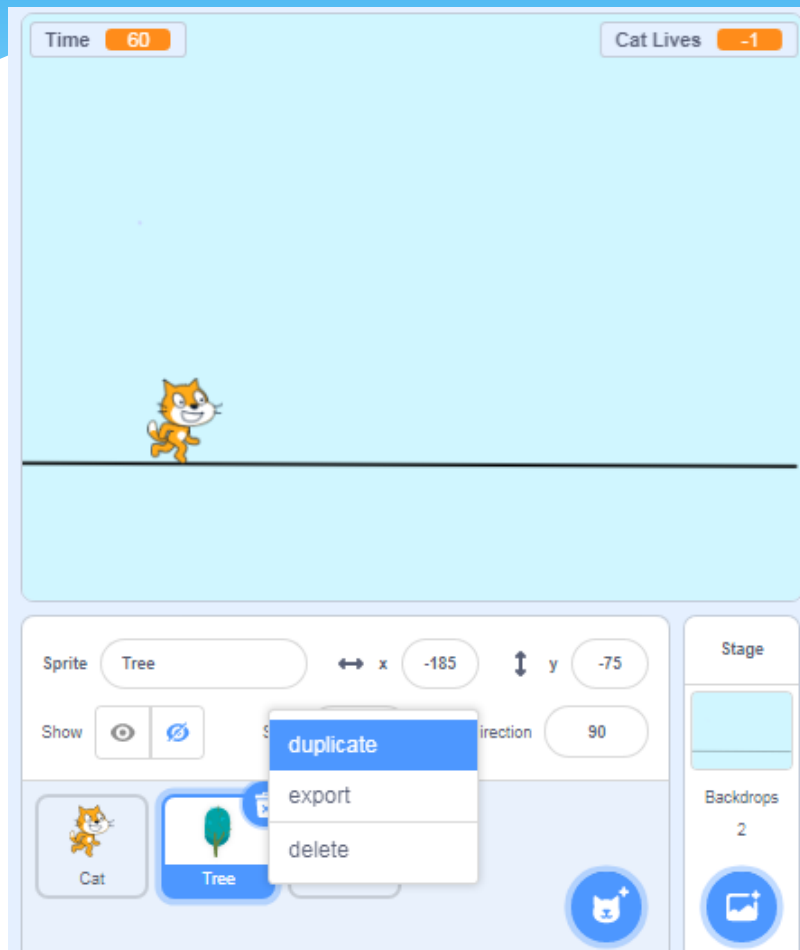 Time 60 Cat Lives -1
Sprite Tree x -185 y -75
Stage
Show S irection 90
duplicate
export
delete
Cat
Tree
Backdrops
2